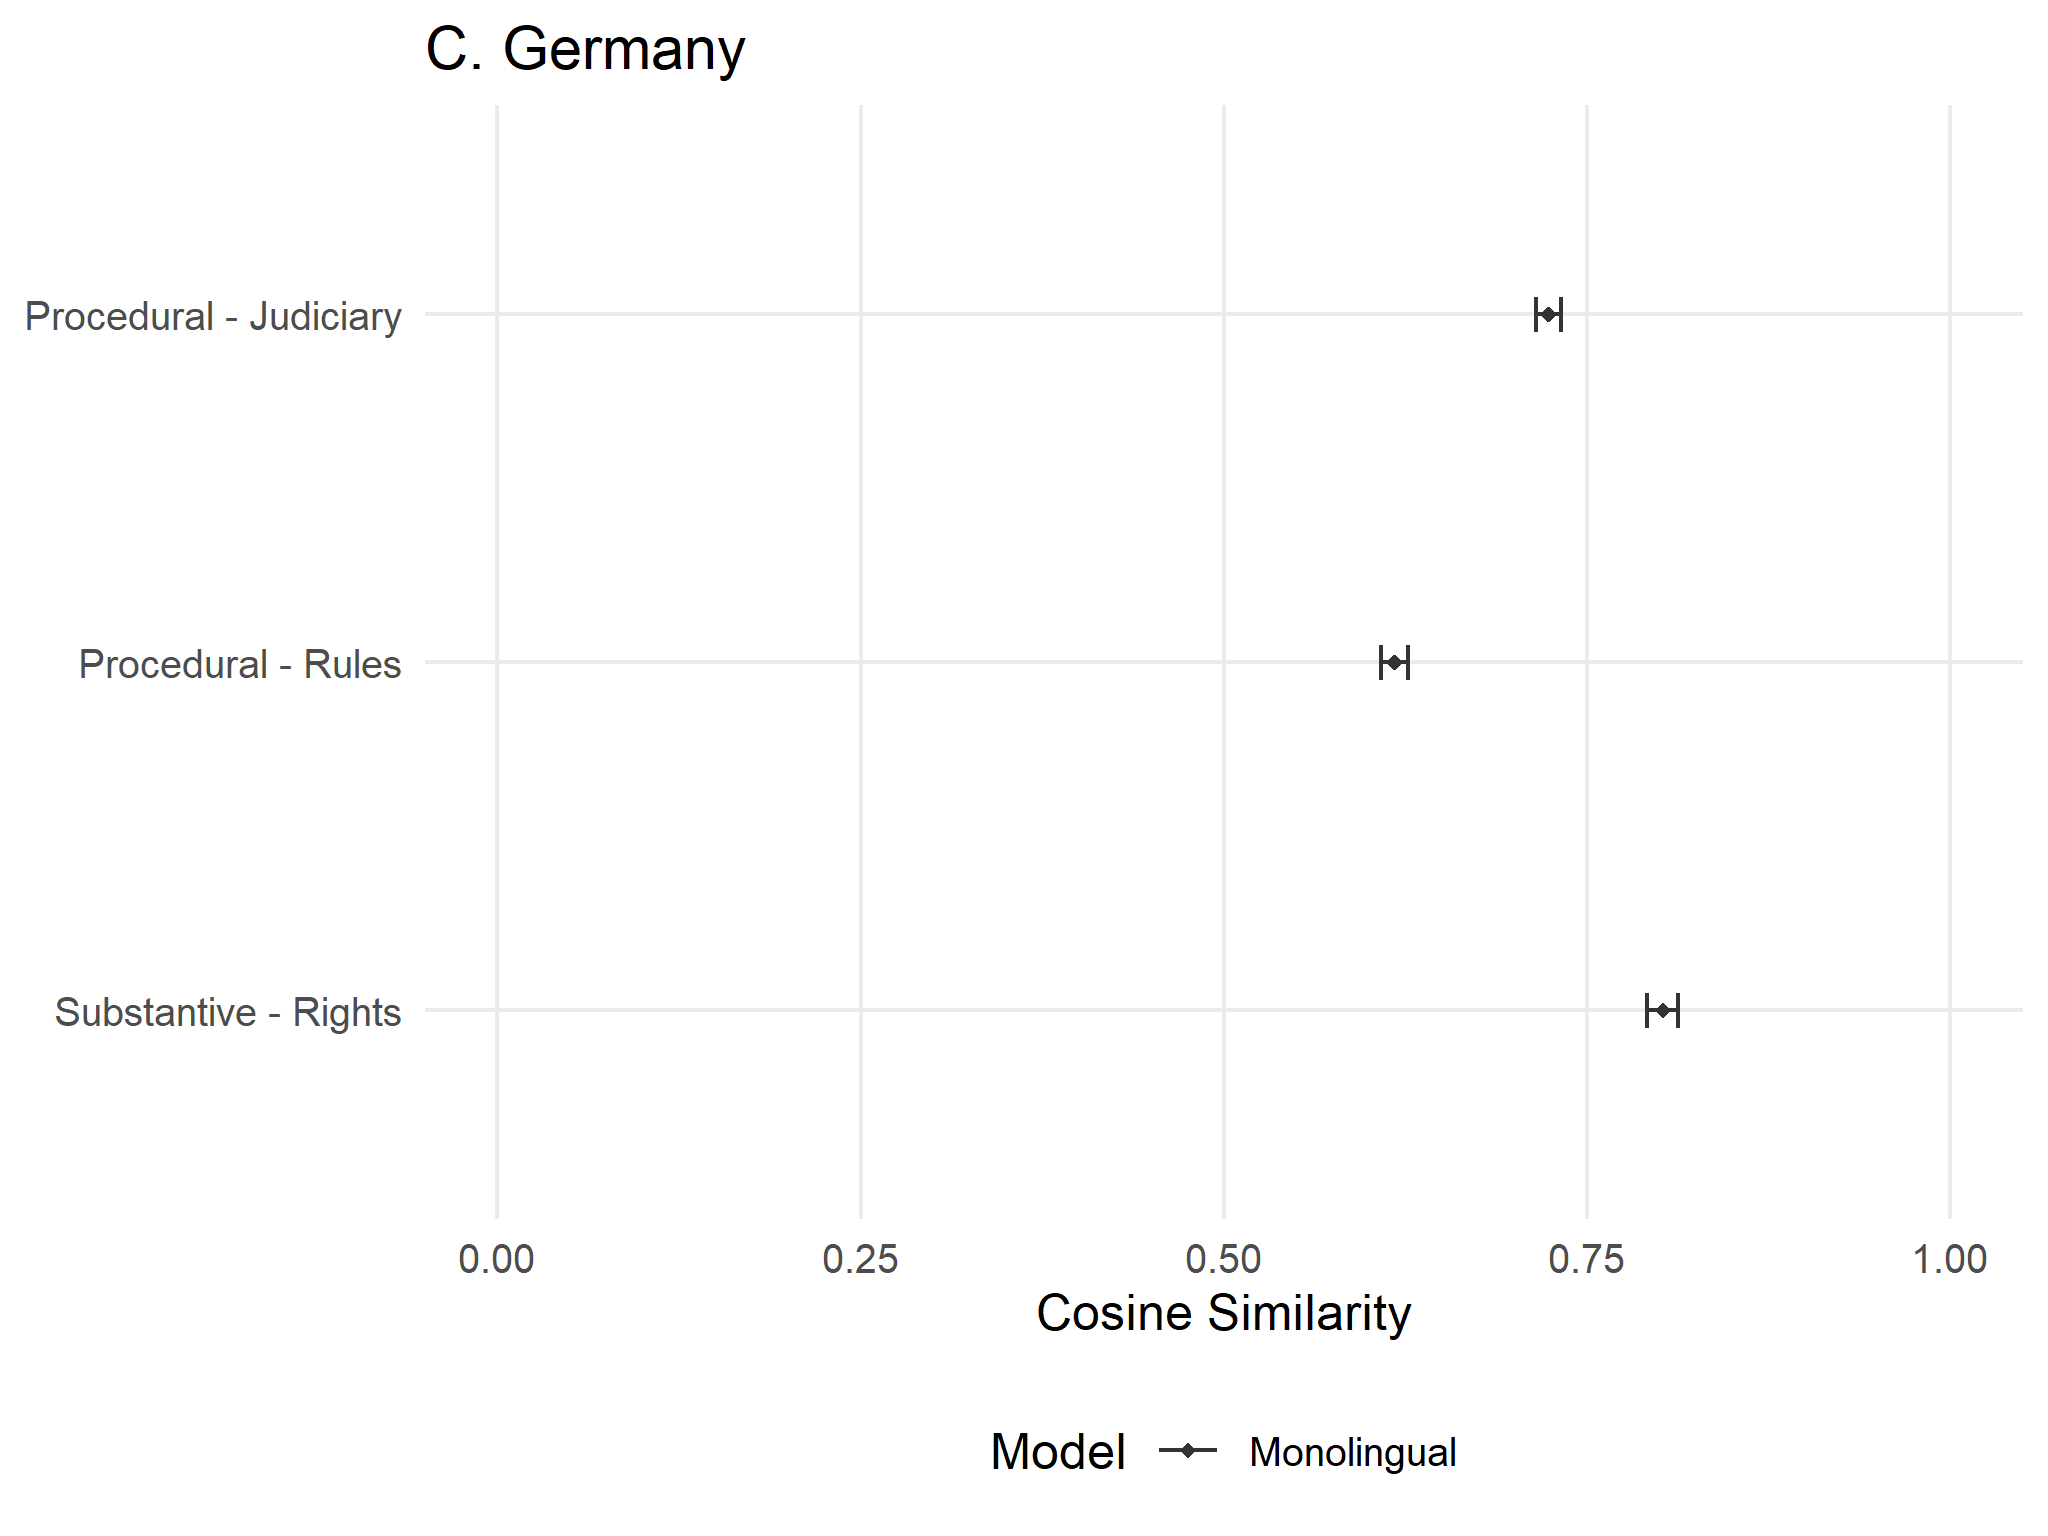 C. Germany
Procedural - Judiciary
Procedural - Rules
Substantive - Rights
0.00 0.25 0.50 0.75 1.00
Cosine Similarity
Model Monolingual